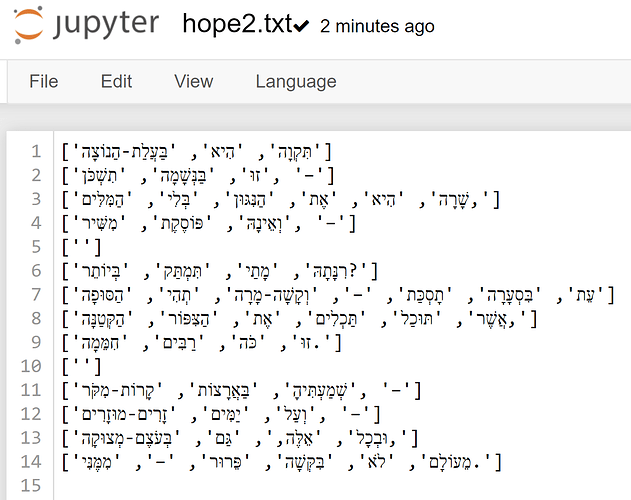 jupyter hope2.txt✔ 2 minutes ago
File Edit View Language
1 ['תִּקְוָה', 'הִיא', 'בַּעֲלַת-הַנוֹצָה']
2 ['זוּ', 'בַּנְּשָׁמָה', 'תִשְׁכֹּן', '–']
3 ['שָׁרָה', 'הִיא', 'אֶת', 'הַנִּגּוּן', 'בְּלִי', 'הַמִּלִּים,']
4 ['וְאֵינָהּ', 'פּוֹסֶקֶת', 'מִשִּׁיר', '–']
5 ['']
6 ['רִנָּתָהּ', 'מָתַי', 'תִּמְתַּק', 'בְּיוֹתֵר?']
7 ['עֵת', 'בִּסְעָרָה', 'תָסְכַּת', '–', 'וְקָשָׁה-מָרָה', 'תְהִי', 'הַסּוּפָה']
8 ['אֲשֶׁר', 'תּוּכַל', 'תַּכְלִים', 'אֶת', 'הַצִּפּוֹר', 'הַקְּטַנָּה,']
9 ['זוּ', 'כֹּה', 'רַבִּים', 'חִמֵּמָה.']
10 ['']
11 ['שְׁמַעְתִּיהָ', 'בַּאֲרָצוֹת', 'קָרוֹת-מִקֹּר', '–']
12 ['וְעַל', 'יַמִּים', 'זָרִים-מוּזָרִים', '–']
13 ['וּבְכָל', 'אֵלֶּה,', 'גַּם', 'בְּעֹצֶם-מְצוּקָה,']
14 ['מֵעוֹלָם', 'לֹא', 'בִּקְּשָׁה', 'פֵּרוּר', '–', 'מִמֶּנִּי.']
15